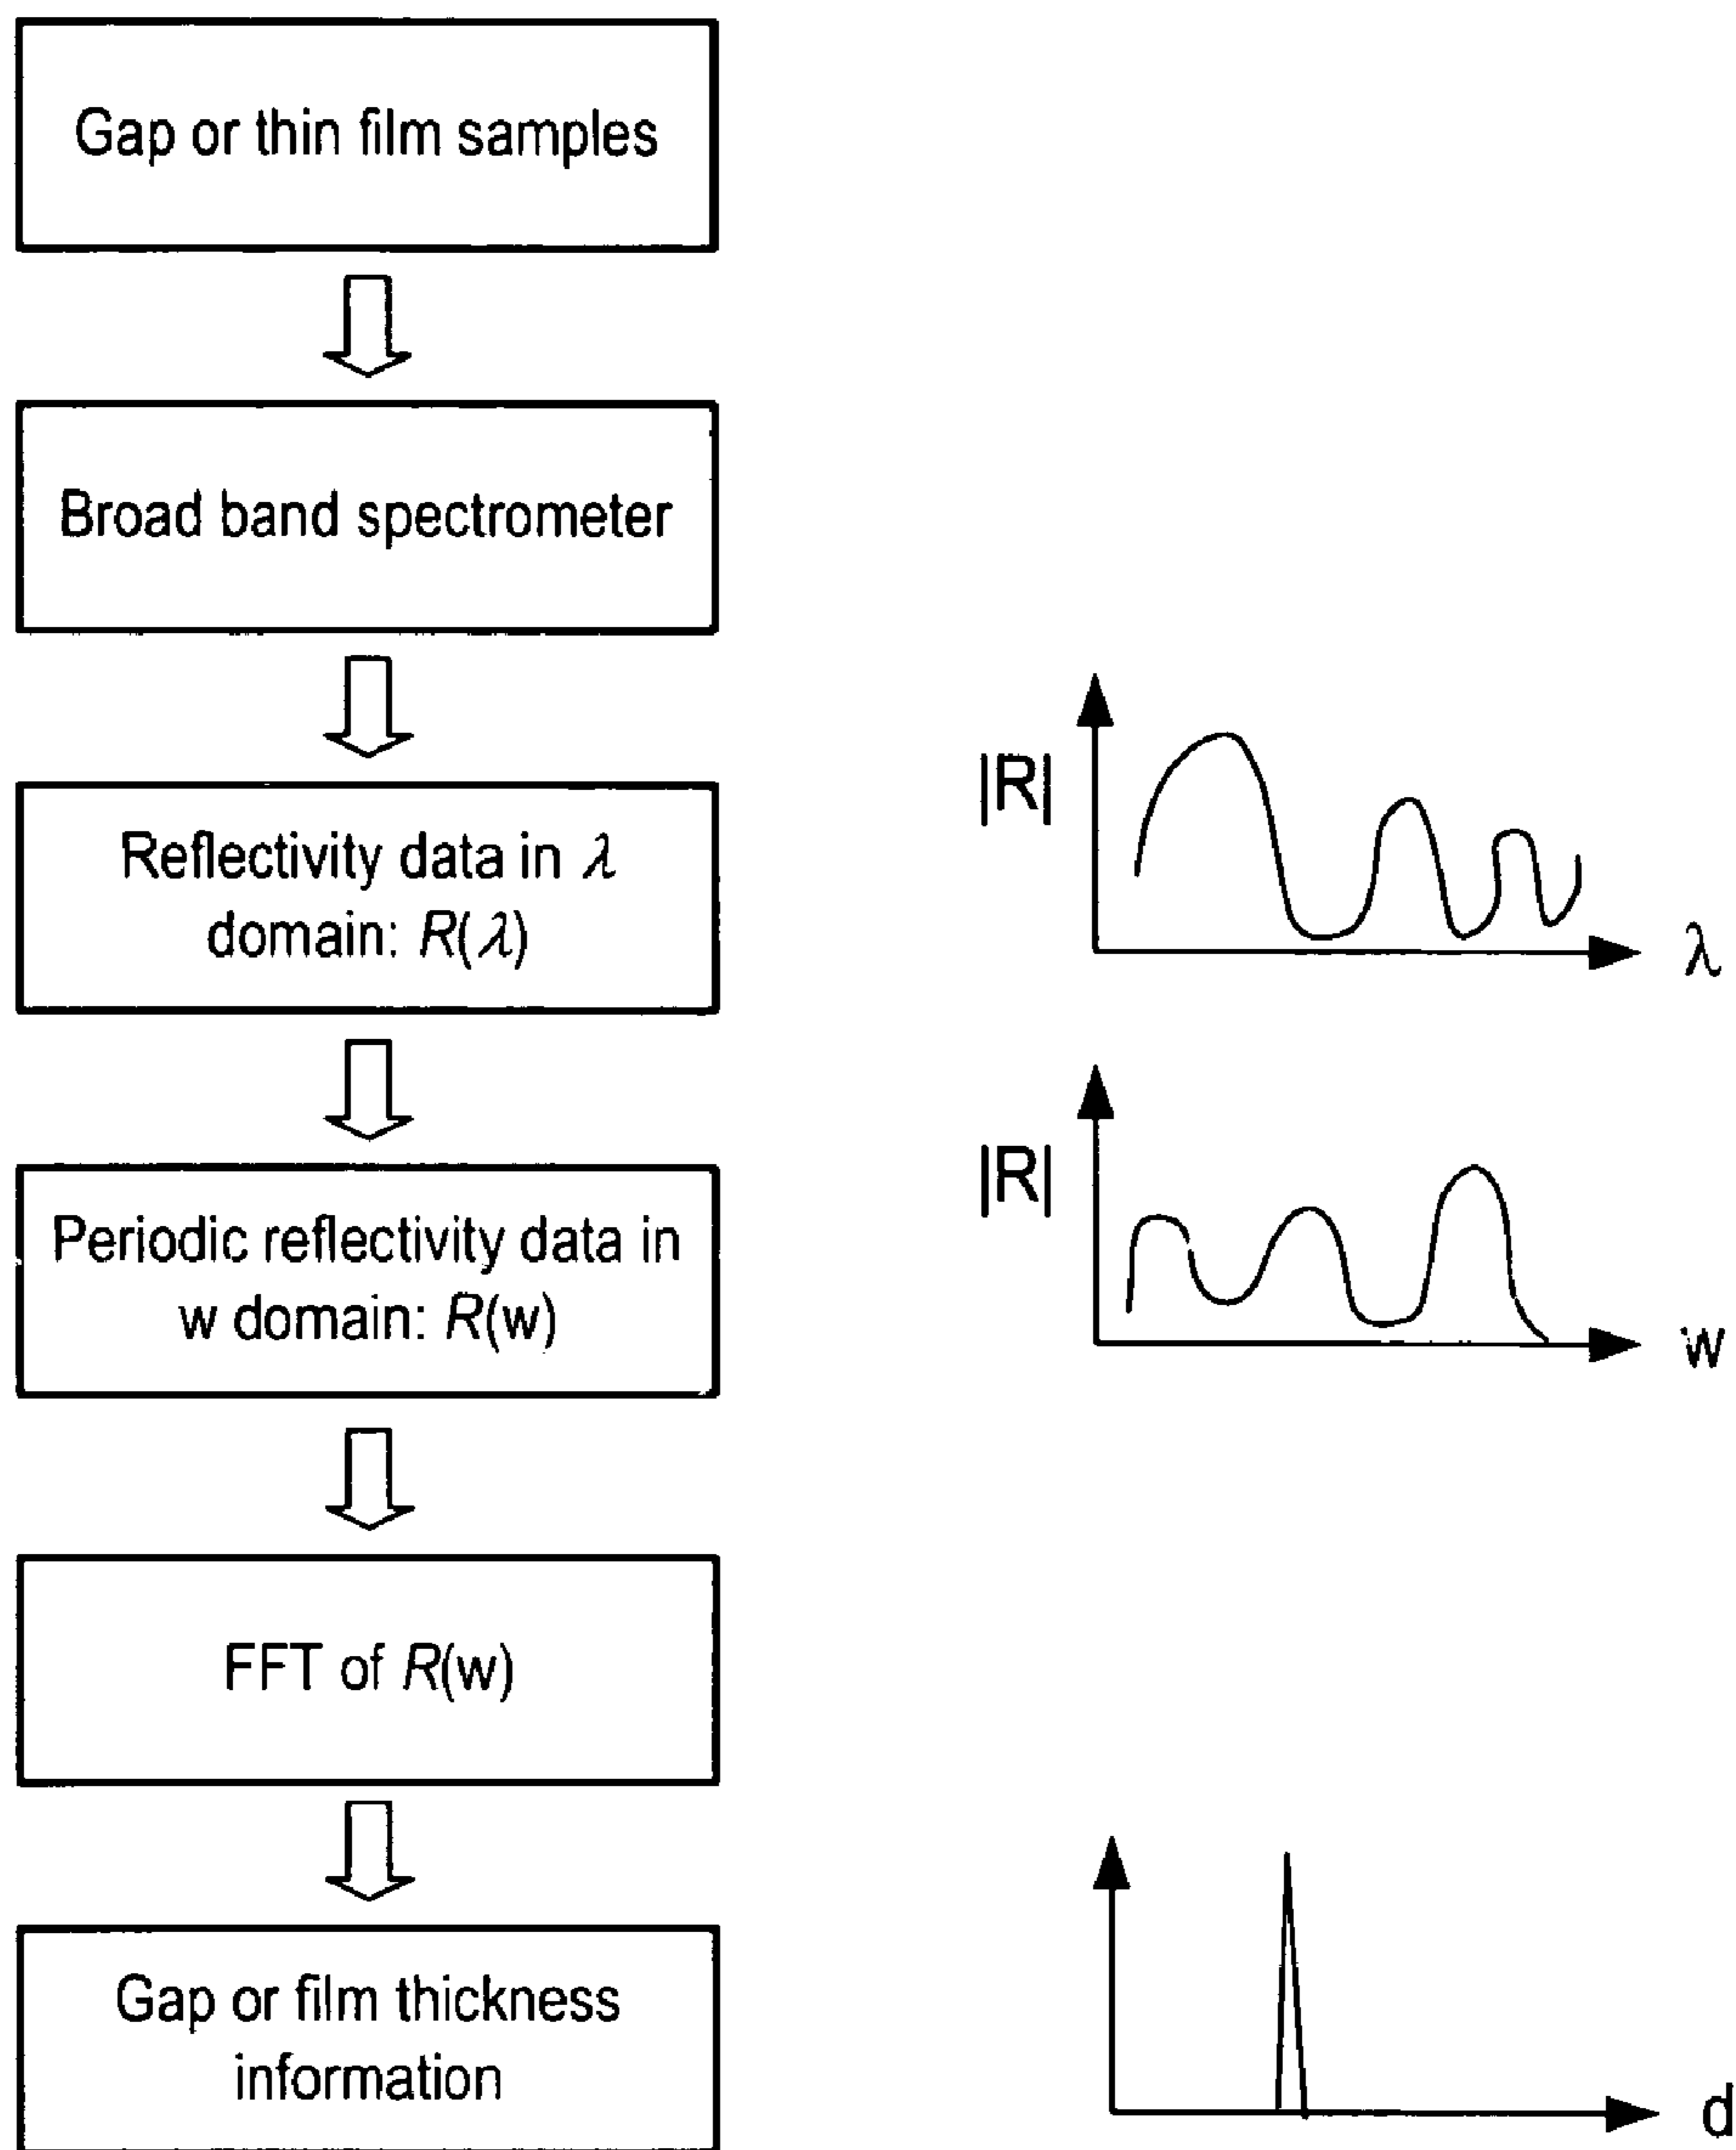 Gap or thin film samples
Broad band spectrometer
Reflectivity data in λ
domain: R(λ)
|R|
λ
Periodic reflectivity data in
w domain: R(w)
|R|
w
FFT of R(w)
Gap or film thickness
information
d